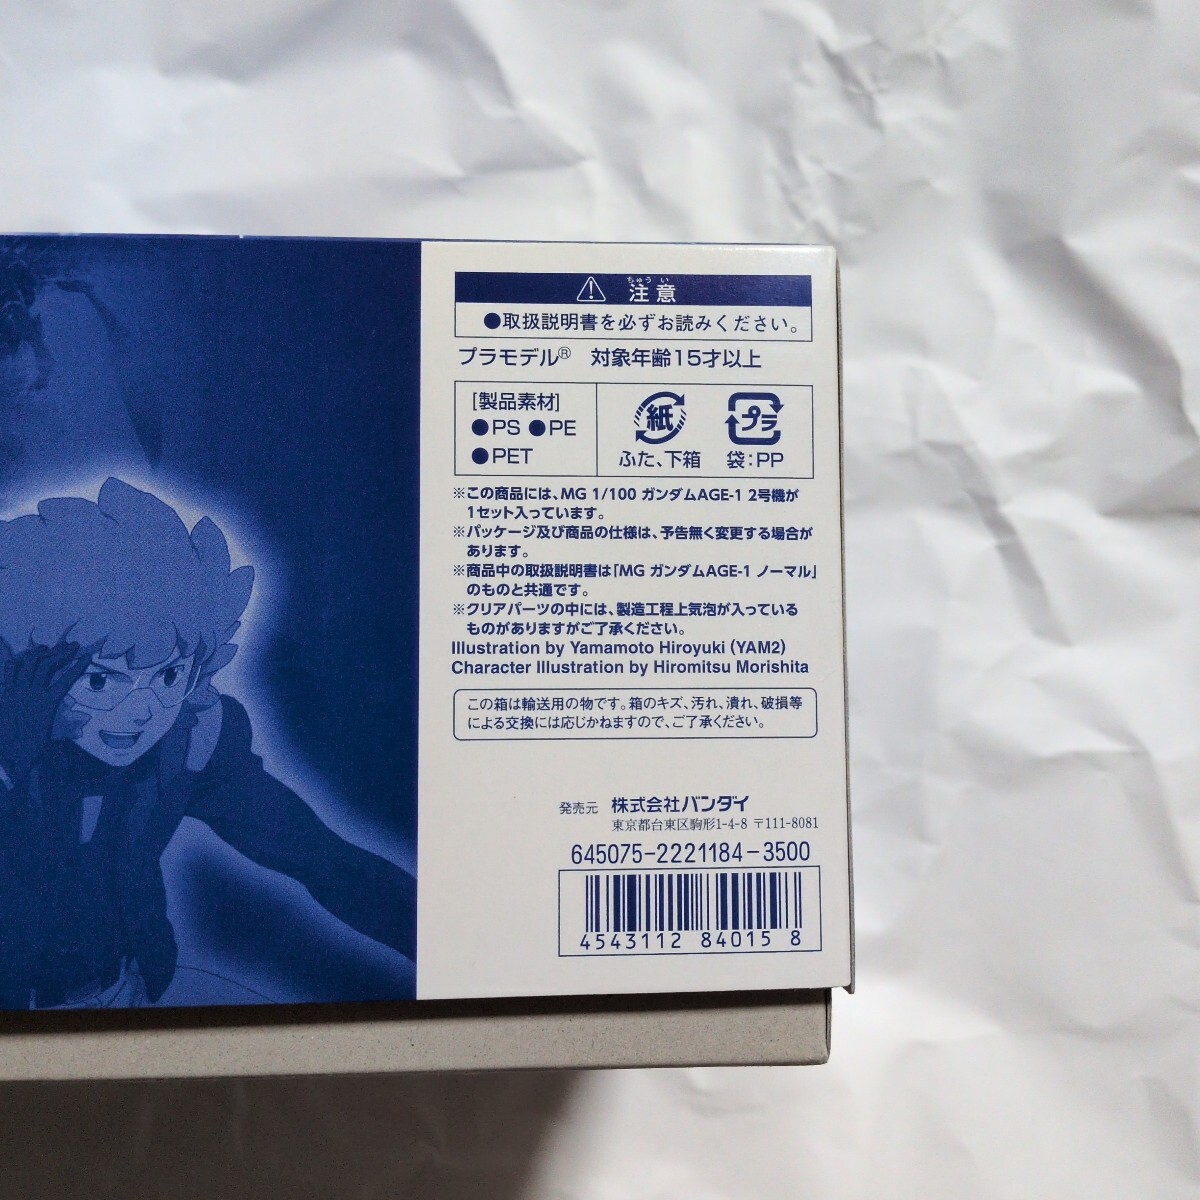 ちゅうい
注意
●取扱説明書を必ずお読みください。
プラモデル® 対象年齢15才以上
[製品素材]
●PS ●PE
●PET
紙
ふた、下箱
プラ
袋:PP
※この商品には、MG 1/100 ガンダムAGE-1 2号機が
1セット入っています。
※パッケージ及び商品の仕様は、予告無く変更する場合が
あります。
※商品中の取扱説明書は「MG ガンダムAGE-1 ノーマル」
のものと共通です。
※クリアパーツの中には、製造工程上気泡が入っている
ものがありますがご了承ください。
Illustration by Yamamoto Hiroyuki (YAM2)
Character Illustration by Hiromitsu Morishita
この箱は輸送用の物です。箱のキズ、汚れ、潰れ、破損等
による交換には応じかねますので、ご了承ください。
発売元 株式会社バンダイ
東京都台東区駒形1-4-8 〒111-8081
645075-2221184-3500
4543112 84015 8